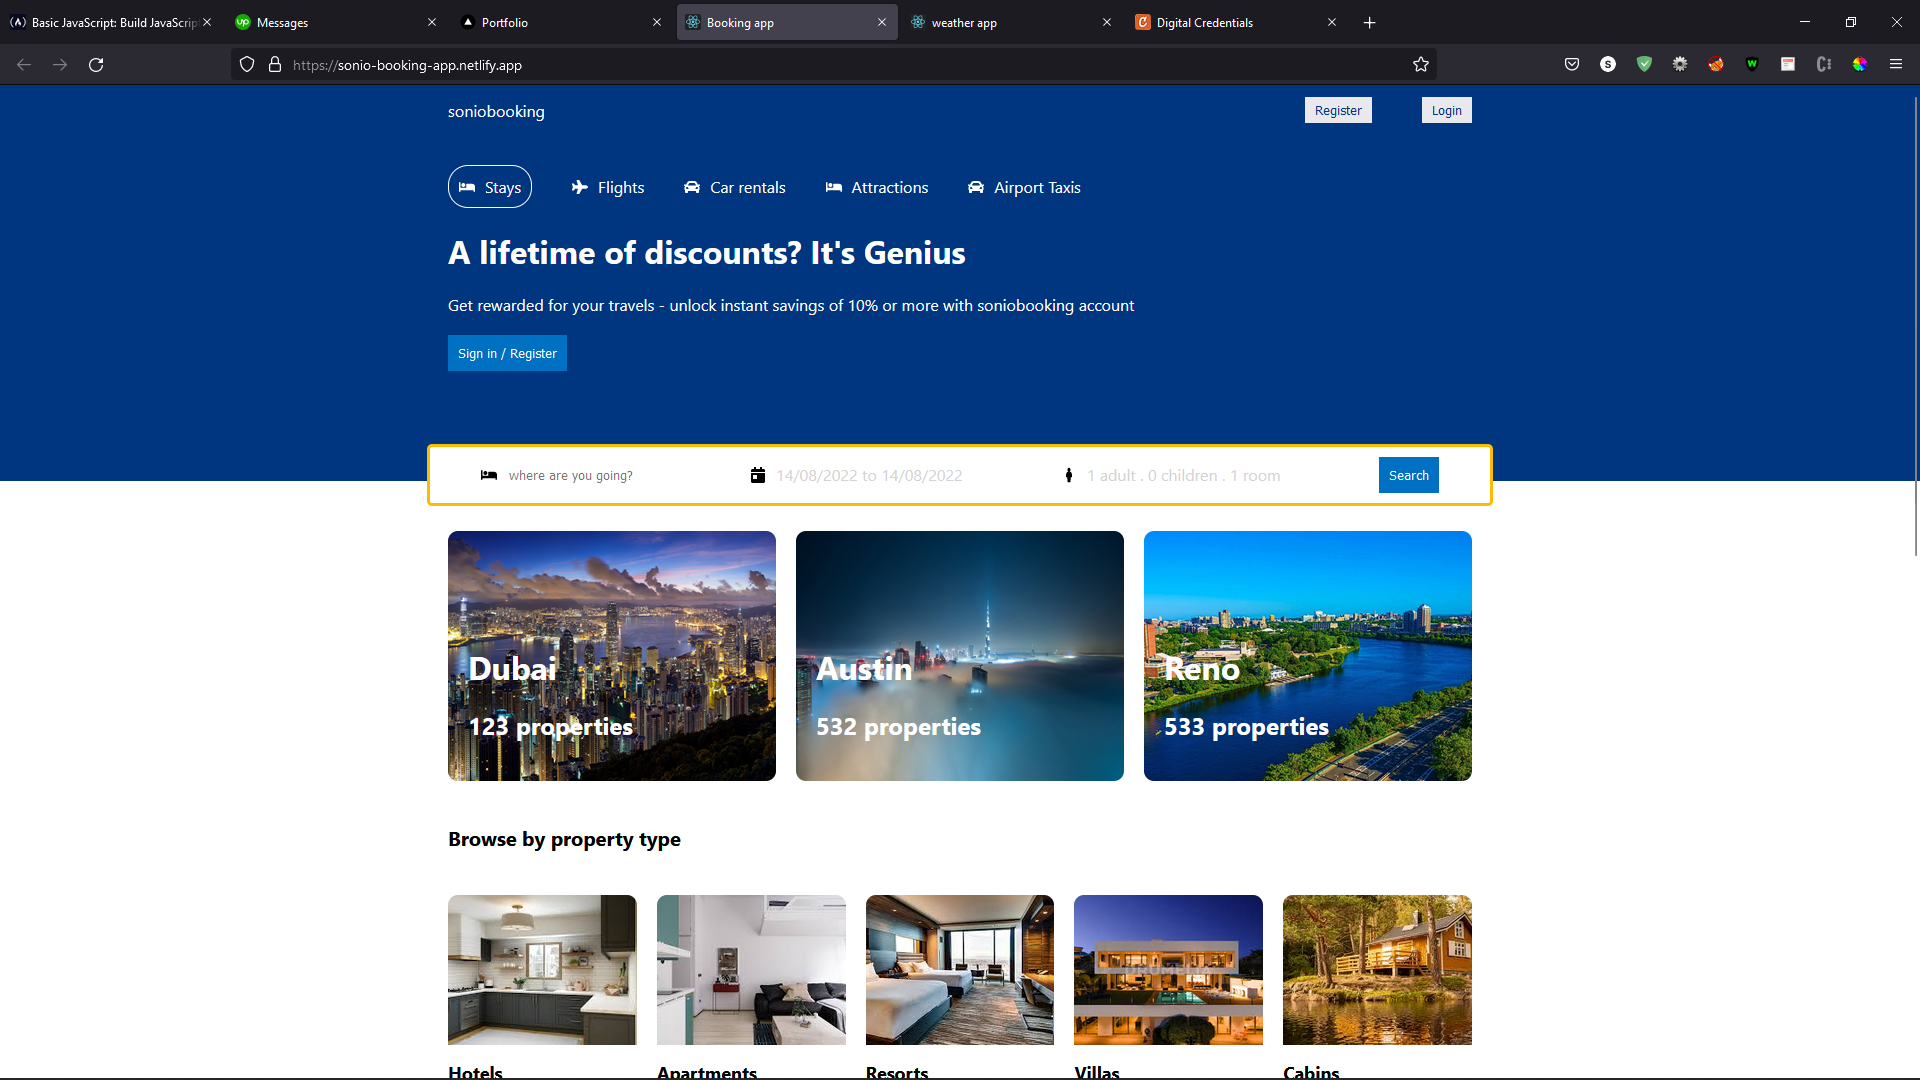 Basic JavaScript: Build JavaScrip
Messages
Portfolio
Booking app
weather app
Digital Credentials
https://sonio-booking-app.netlify.app
soniobooking
Register
Login
Stays
Flights
Car rentals
Attractions
Airport Taxis
A lifetime of discounts? It's Genius
Get rewarded for your travels - unlock instant savings of 10% or more with soniobooking account
Sign in / Register
where are you going?
14/08/2022 to 14/08/2022
1 adult . 0 children . 1 room
Search
Dubai
123 properties
Austin
532 properties
Reno
533 properties
Browse by property type
Hotels
Apartments
Resorts
Villas
Cabins